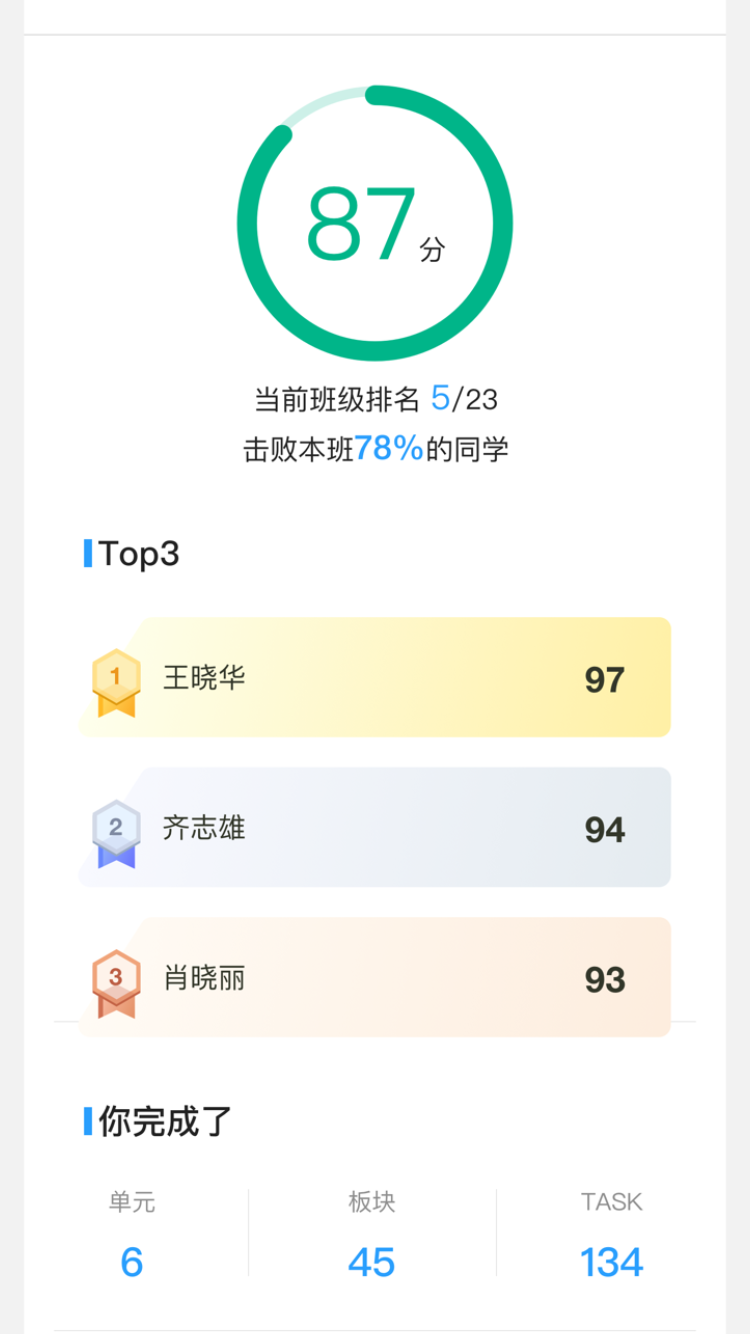 87分
当前班级排名 5/23
击败本班78%的同学
Top3
1 王晓华 97
2 齐志雄 94
3 肖晓丽 93
你完成了
单元 板块 TASK
6 45 134